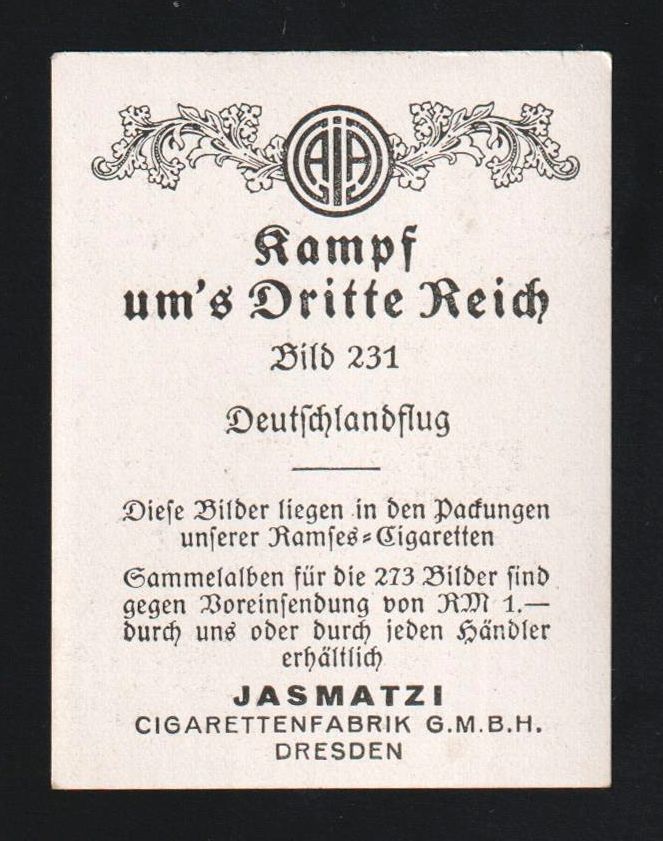 Kampf
um's Dritte Reich
Bild 231
Deutschlandflug
Diese Bilder liegen in den Packungen
unserer Ramses-Cigaretten
Sammelalben für die 273 Bilder sind
gegen Voreinsendung von RM 1.—
durch uns oder durch jeden Händler
erhältlich
JASMATZI
CIGARETTENFABRIK G.M.B.H.
DRESDEN